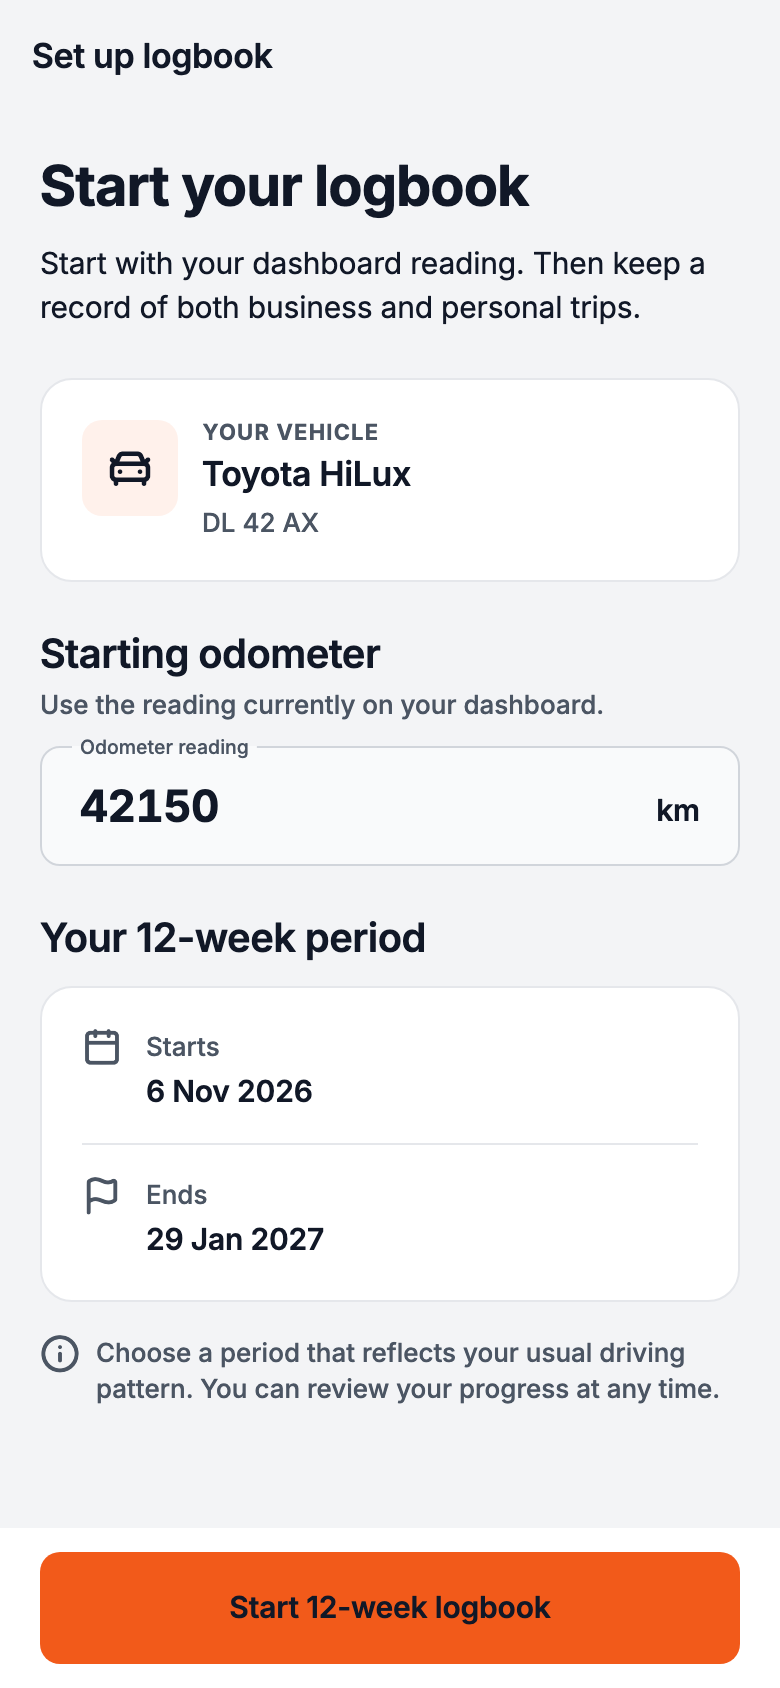 Set up logbook
Start your logbook
Start with your dashboard reading. Then keep a
record of both business and personal trips.
YOUR VEHICLE
Toyota HiLux
DL 42 AX
Starting odometer
Use the reading currently on your dashboard.
Odometer reading
42150 km
Your 12-week period
Starts
6 Nov 2026
Ends
29 Jan 2027
Choose a period that reflects your usual driving
pattern. You can review your progress at any time.
Start 12-week logbook